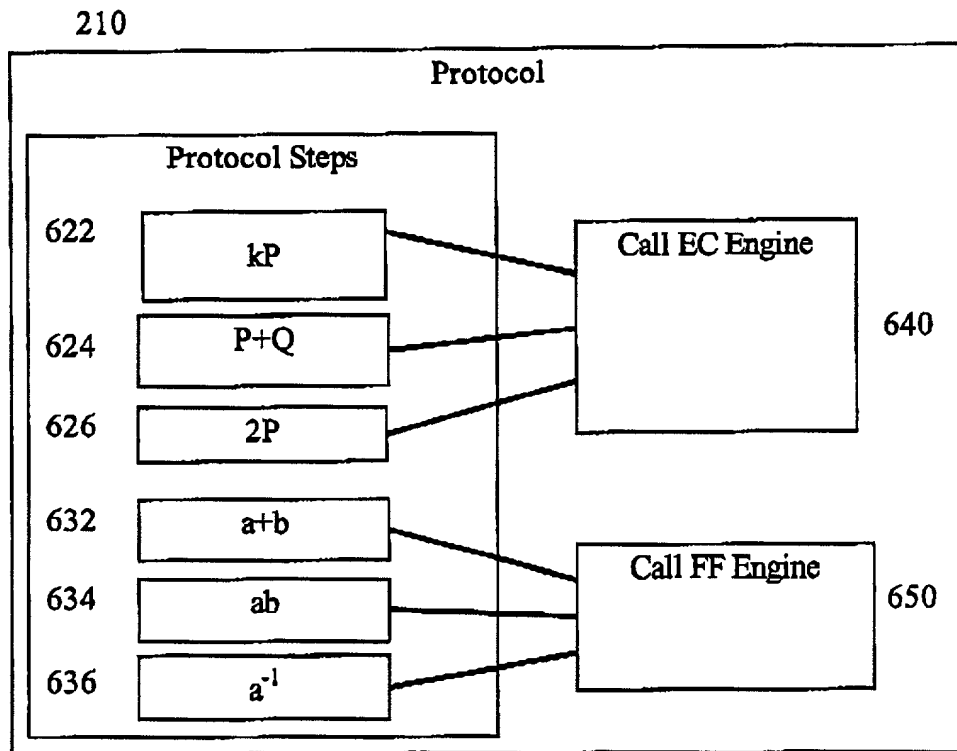 210
Protocol
Protocol Steps
622
kP
Call EC Engine
624
P+Q
640
626
2P
632
a+b
Call FF Engine
634
ab
650
636
a⁻¹